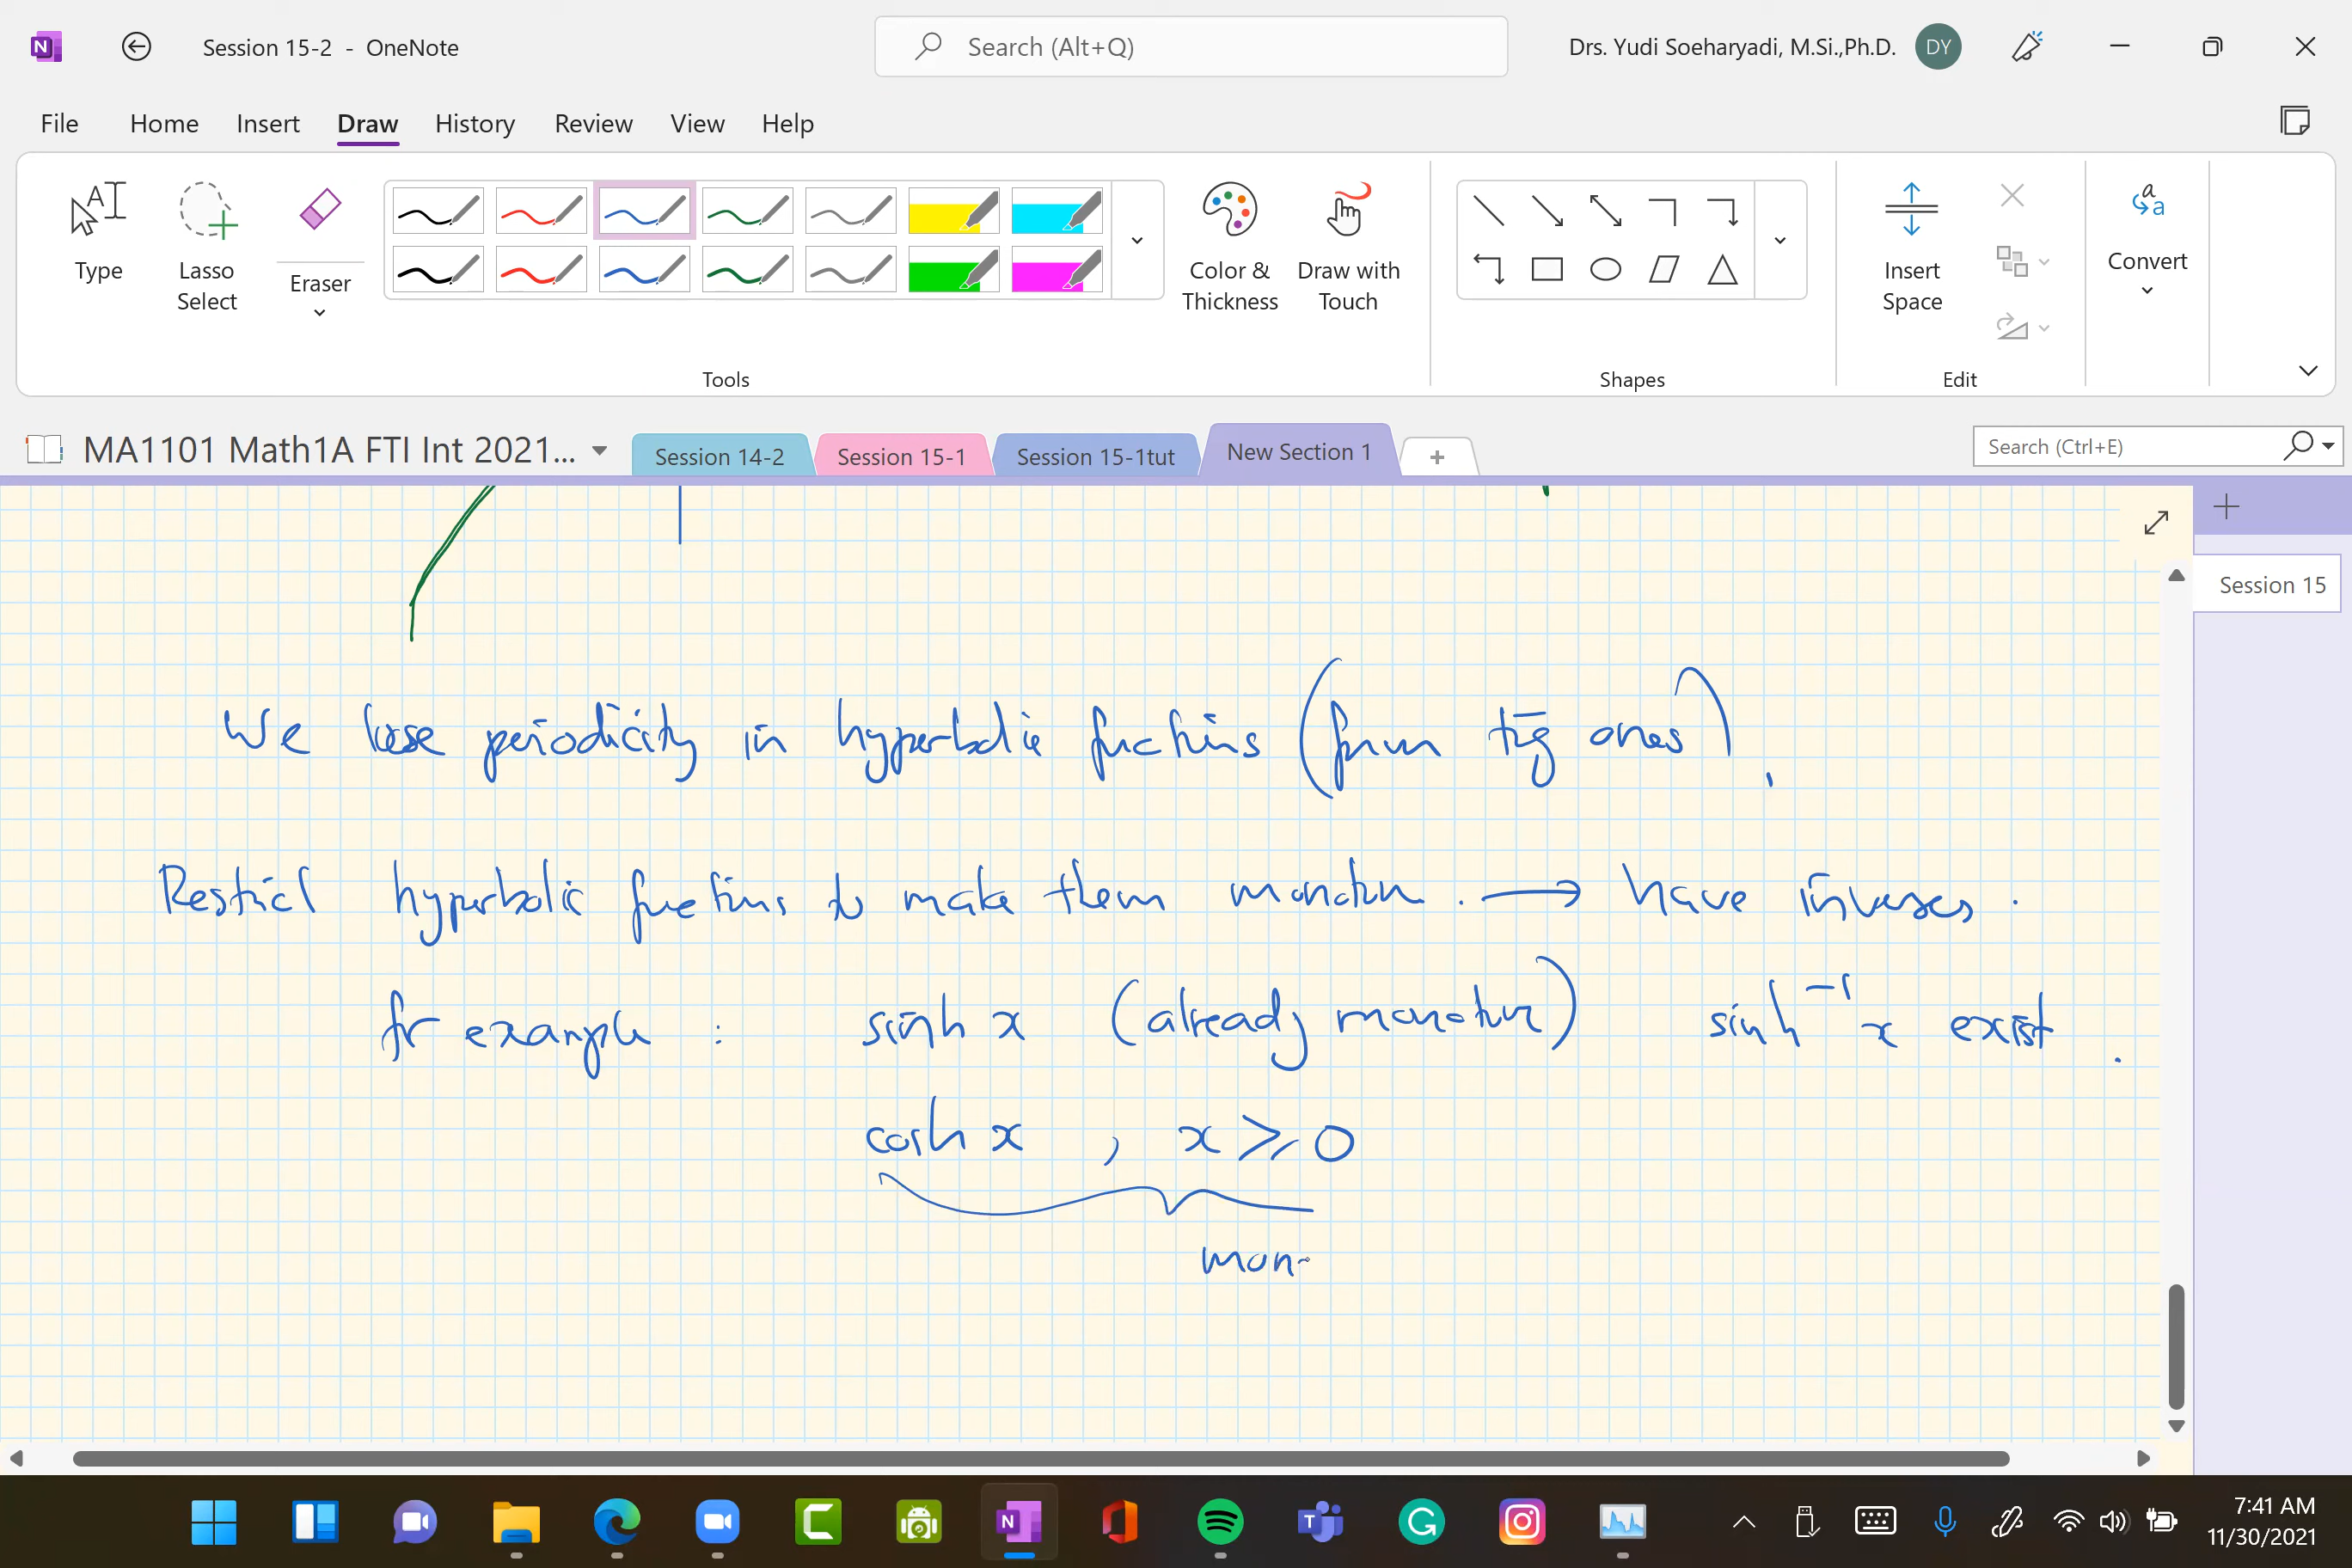 Session 15-2 - OneNote
Search (Alt+Q)
Drs. Yudi Soeharyadi, M.Si.,Ph.D.
DY
File Home Insert Draw History Review View Help
Type
Lasso Select
Eraser
Color & Thickness
Draw with Touch
Insert Space
Convert
Tools
Shapes
Edit
MA1101 Math1A FTI Int 2021...
Session 14-2
Session 15-1
Session 15-1tut
New Section 1
Search (Ctrl+E)
Session 15
We lose periodicity in hyperbolic functions (from trig ones).
Restrict hyperbolic functions to make them monoton. → have inverses.
for example : sinh x (already monoton) sinh⁻¹ x exist.
cosh x , x ≥ 0
mon
7:41 AM
11/30/2021